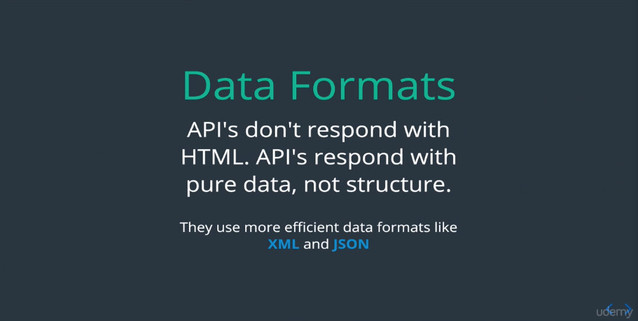 Data Formats
API's don't respond with
HTML. API's respond with
pure data, not structure.
They use more efficient data formats like
XML and JSON
udemy